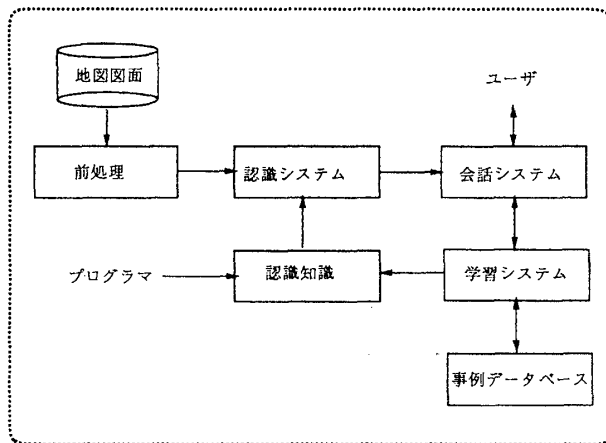 地図図面
ユーザ
前処理
認識システム
会話システム
プログラマ
認識知識
学習システム
事例データベース